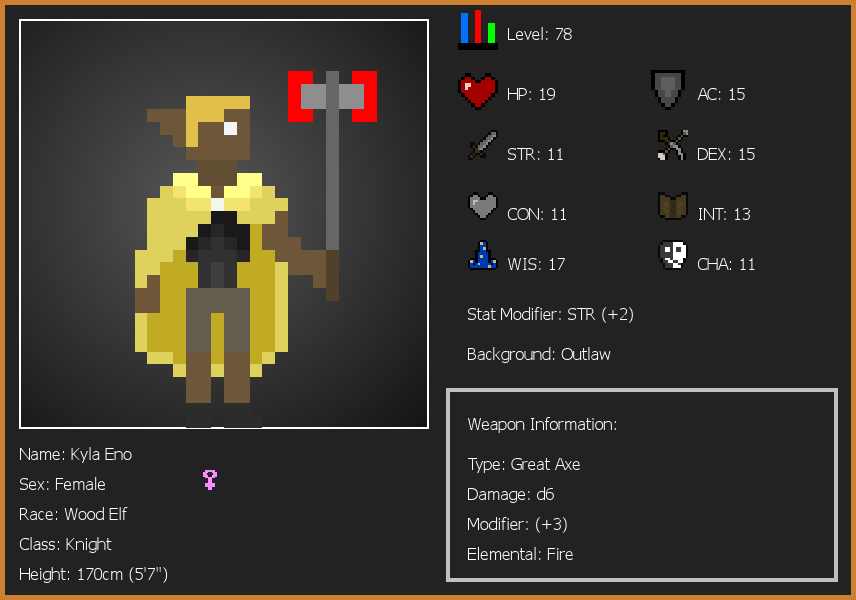 Level: 78
HP: 19
AC: 15
STR: 11
DEX: 15
CON: 11
INT: 13
WIS: 17
CHA: 11
Stat Modifier: STR (+2)
Background: Outlaw
Weapon Information:
Type: Great Axe
Damage: d6
Modifier: (+3)
Elemental: Fire
Name: Kyla Eno
Sex: Female
Race: Wood Elf
Class: Knight
Height: 170cm (5'7")